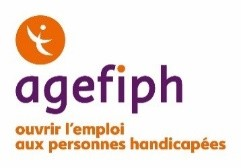 agefiph
ouvrir l'emploi
aux personnes handicapées